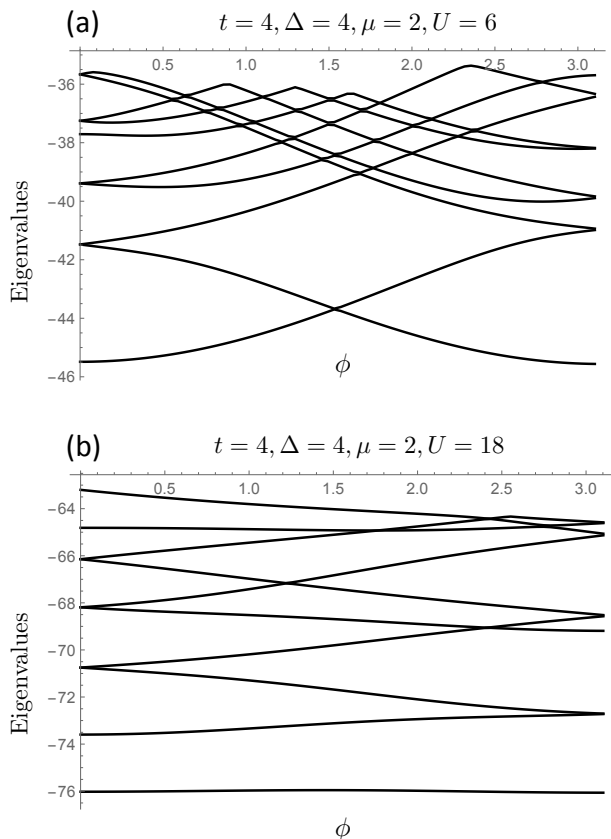 (a)
t = 4, Δ = 4, μ = 2, U = 6
0.5 1.0 1.5 2.0 2.5 3.0
-36
-38
-40
-42
-44
-46
Eigenvalues
ϕ
(b)
t = 4, Δ = 4, μ = 2, U = 18
0.5 1.0 1.5 2.0 2.5 3.0
-64
-66
-68
-70
-72
-74
-76
Eigenvalues
ϕ